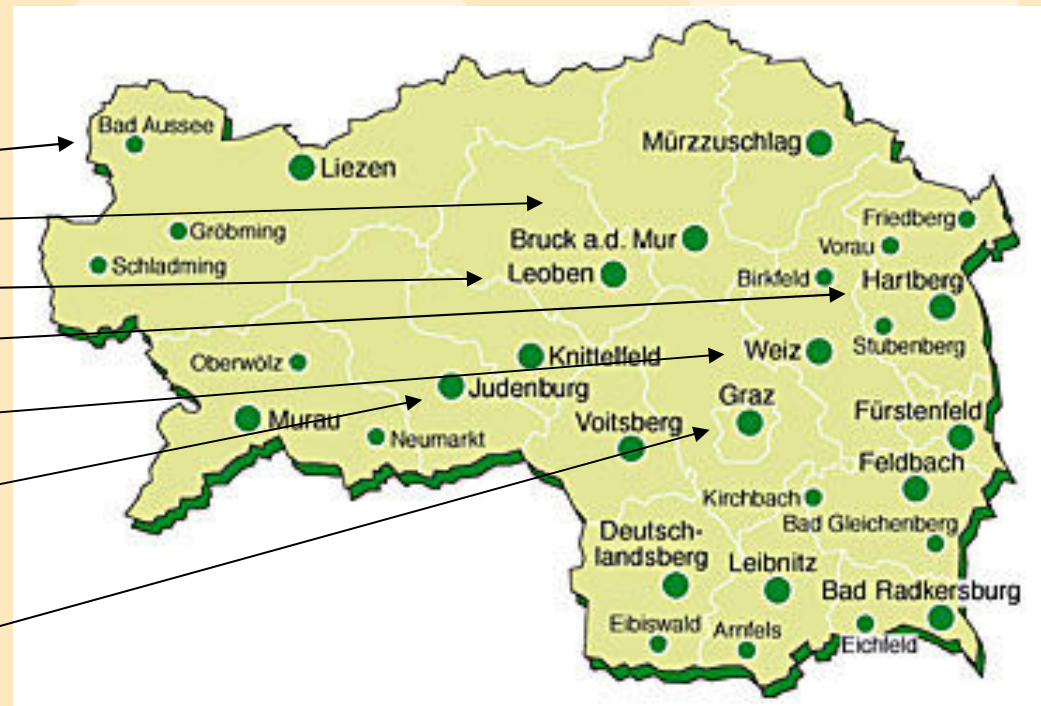 Bad Aussee
Mürzzuschlag
Liezen
Friedberg
Gröbming
Bruck a.d. Mur
Vorau
Schladming
Leoben
Birkfeld
Hartberg
Oberwölz
Knittelfeld
Weiz
Stubenberg
Judenburg
Graz
Murau
Voitsberg
Fürstenfeld
Neumarkt
Feldbach
Kirchbach
Bad Gleichenberg
Deutsch-
landsberg
Leibnitz
Bad Radkersburg
Eibiswald
Arnfels
Eichfeld